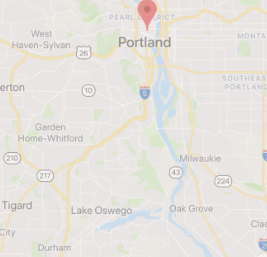 PEARL DISTRICT
West
Haven-Sylvan
26
Portland
MONTA
erton
10
5
SOUTHEAS
PORTLAND
Garden
Home-Whitford
210
217
Milwaukie
43
224
Tigard
Lake Oswego
Oak Grove
City
Durham
Clac